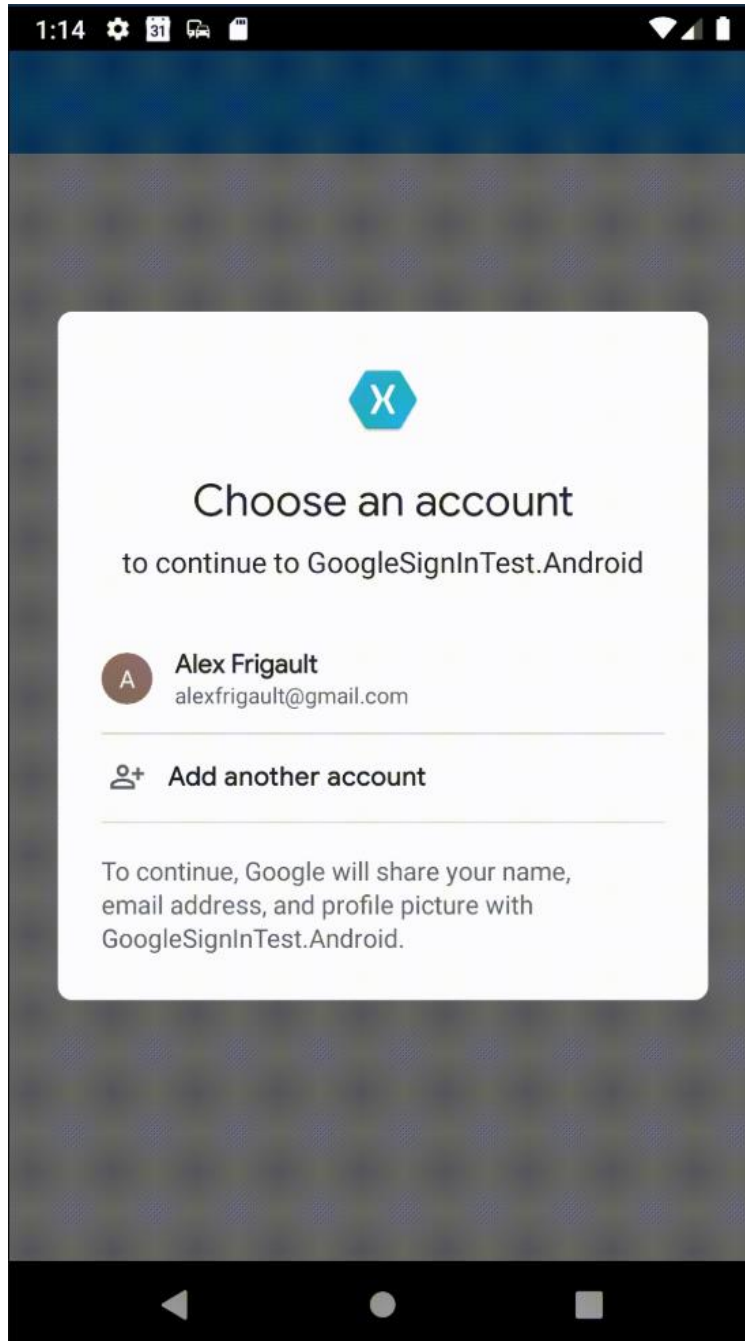 1:14 31
X
Choose an account
to continue to GoogleSignInTest.Android
A
Alex Frigault
alexfrigault@gmail.com
Add another account
To continue, Google will share your name,
email address, and profile picture with
GoogleSignInTest.Android.